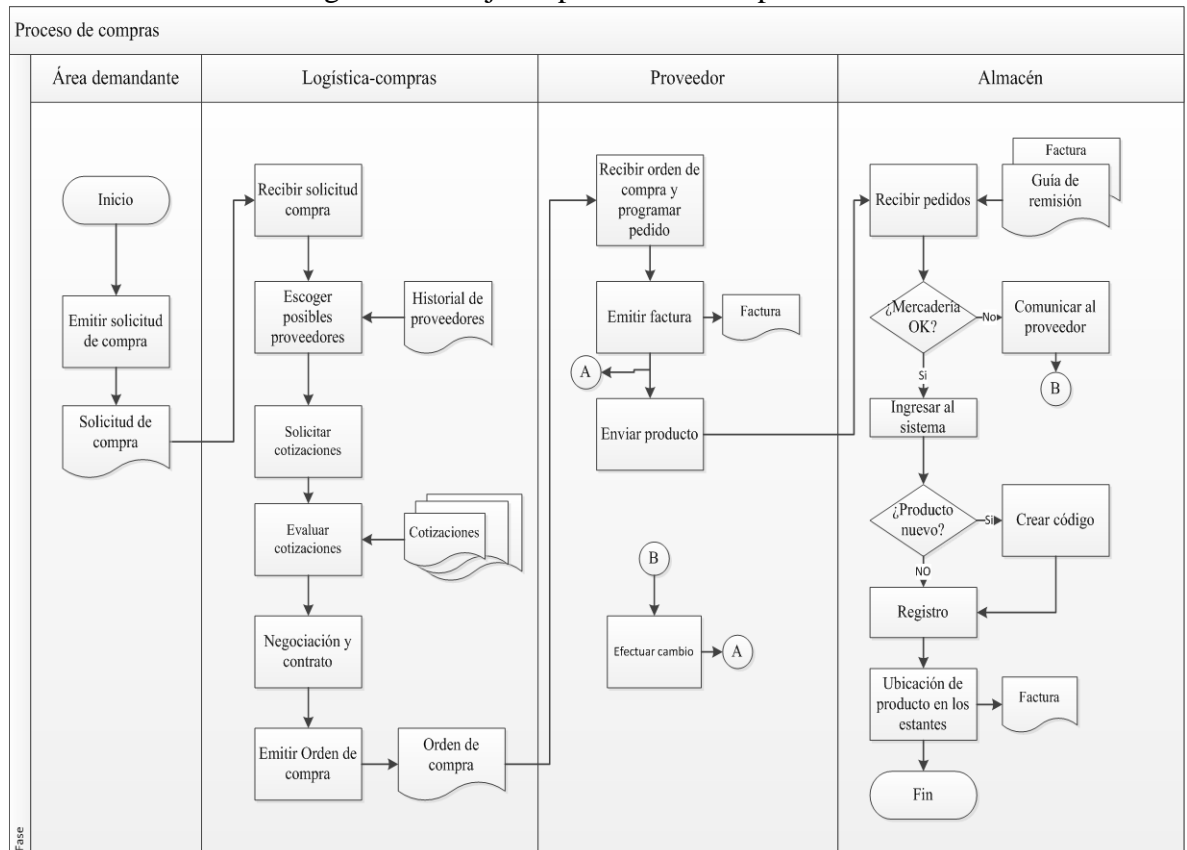 Proceso de compras
Área demandante
Logística-compras
Proveedor
Almacén
Inicio
Emitir solicitud
de compra
Solicitud de
compra
Recibir solicitud
compra
Escoger
posibles
proveedores
Historial de
proveedores
Solicitar
cotizaciones
Evaluar
cotizaciones
Cotizaciones
Negociación y
contrato
Emitir Orden de
compra
Orden de
compra
Recibir orden de
compra y
programar
pedido
Emitir factura
Factura
A
Enviar producto
B
Efectuar cambio
A
Recibir pedidos
Factura
Guía de
remisión
¿Mercadería
OK?
No
Comunicar al
proveedor
B
Si
Ingresar al
sistema
¿Producto
nuevo?
Si
Crear código
NO
Registro
Ubicación de
producto en los
estantes
Factura
Fin
Fase